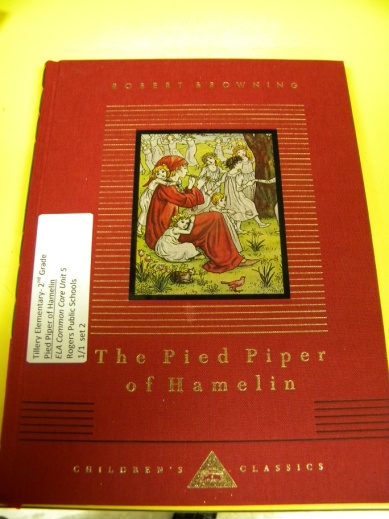 ROBERT BROWNING
Tillery Elementary-2nd Grade
Pied Piper of Hamelin
ELA Common Core Unit 5
Rogers Public Schools
1/1 set 2
The Pied Piper
of Hamelin
CHILDREN'S CLASSICS